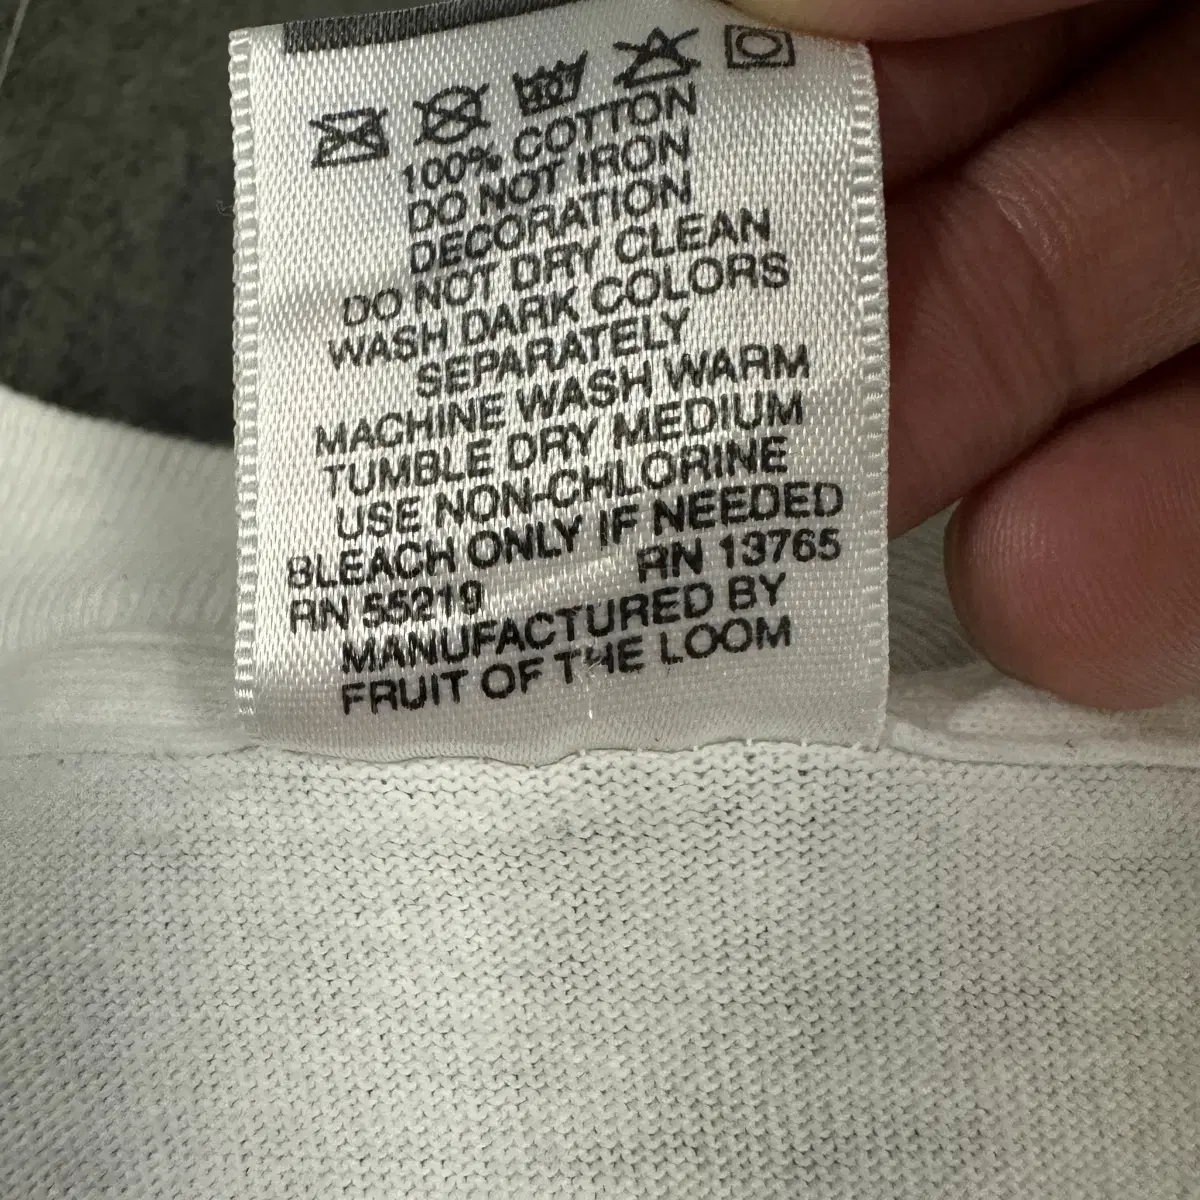 30
100% COTTON
DO NOT IRON
DECORATION
DO NOT DRY CLEAN
WASH DARK COLORS
SEPARATELY
MACHINE WASH WARM
TUMBLE DRY MEDIUM
USE NON-CHLORINE
BLEACH ONLY IF NEEDED
RN 55219 RN 13765
MANUFACTURED BY
FRUIT OF THE LOOM